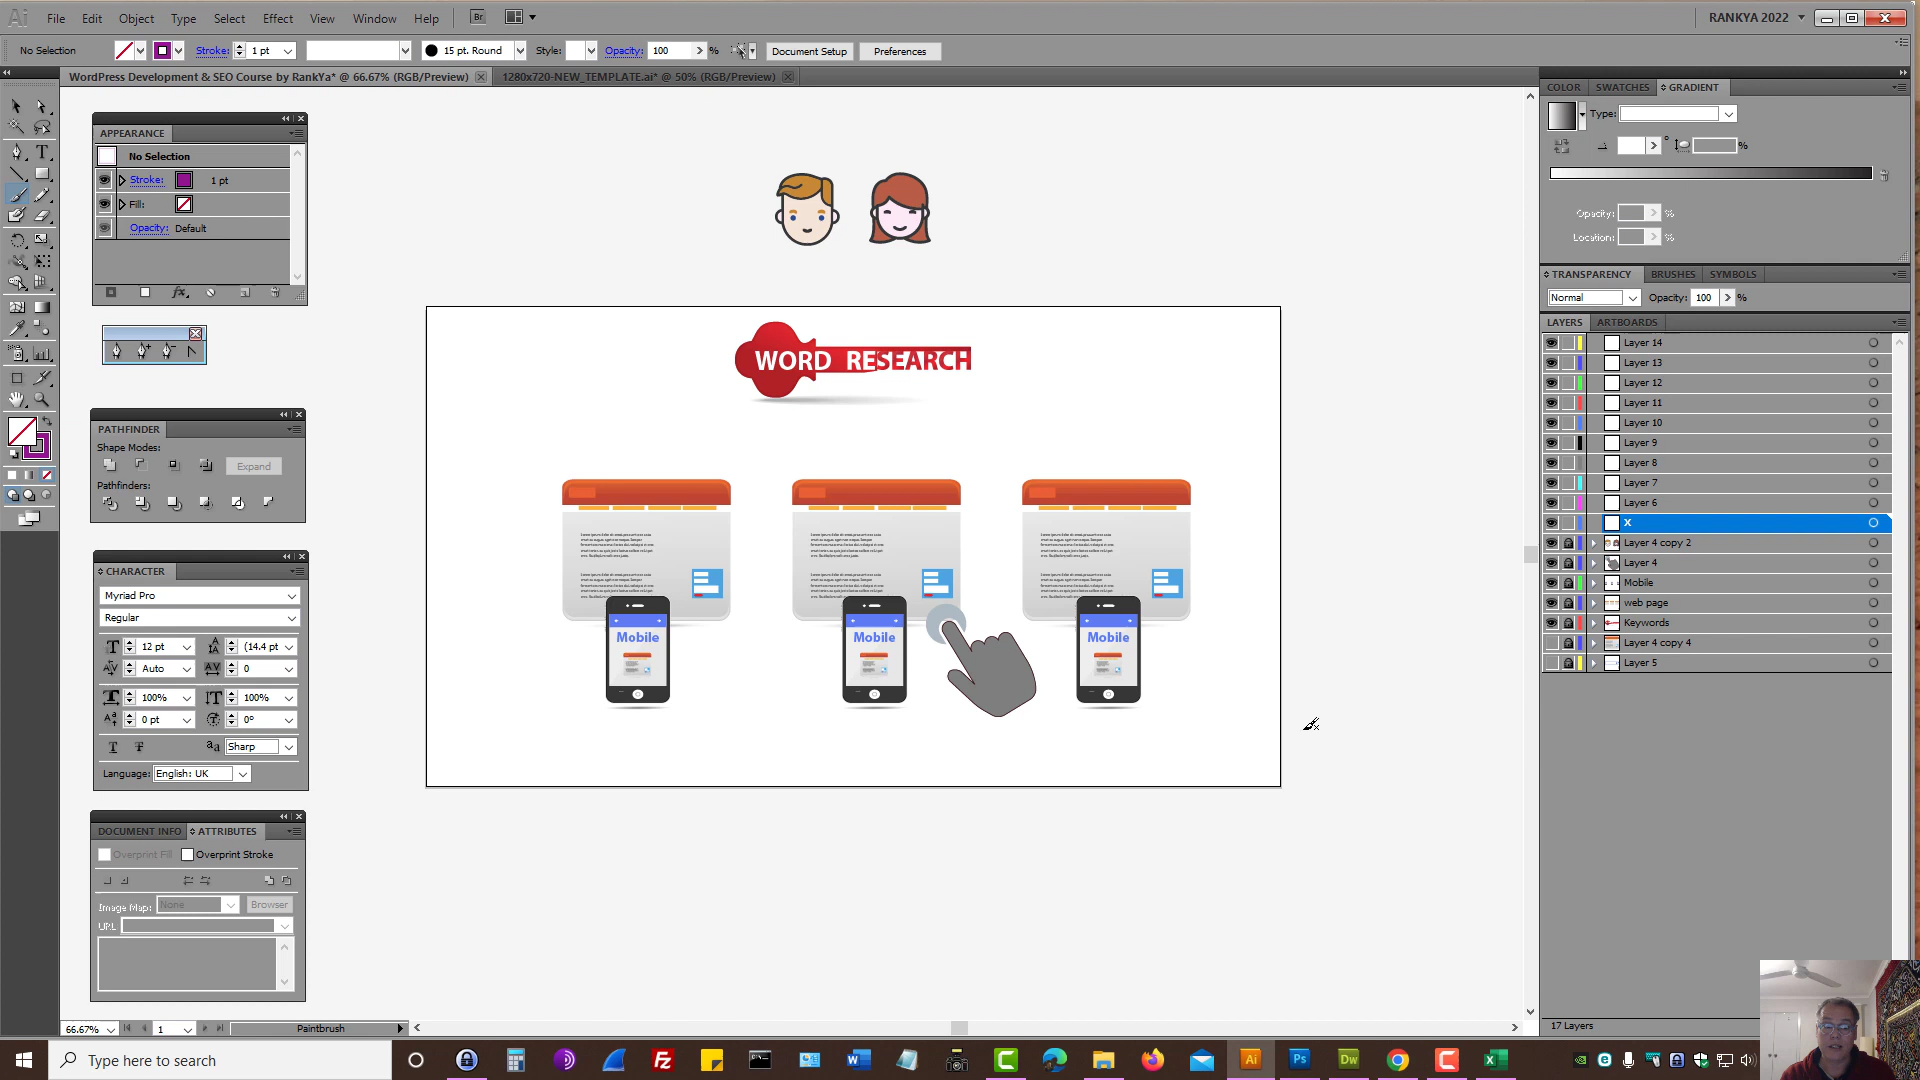 Ai File Edit Object Type Select Effect View Window Help Br RANKYA 2022
No Selection Stroke: 1 pt 15 pt. Round Style: Opacity: 100 % Document Setup Preferences
WordPress Development & SEO Course by RankYa* @ 66.67% (RGB/Preview) 1280x720-NEW_TEMPLATE.ai* @ 50% (RGB/Preview)
APPEARANCE
No Selection
Stroke: 1 pt
Fill:
Opacity: Default
fx
PATHFINDER
Shape Modes:
Expand
Pathfinders:
CHARACTER
Myriad Pro
Regular
12 pt (14.4 pt
Auto 0
100% 100%
0 pt 0°
Sharp
Language: English: UK
DOCUMENT INFO ATTRIBUTES
Overprint Fill Overprint Stroke
Image Map: None Browser
URL
WORD RESEARCH
Mobile
Mobile
Mobile
COLOR SWATCHES GRADIENT
Type:
° %
Opacity: %
Location: %
TRANSPARENCY BRUSHES SYMBOLS
Normal Opacity: 100 %
LAYERS ARTBOARDS
Layer 14
Layer 13
Layer 12
Layer 11
Layer 10
Layer 9
Layer 8
Layer 7
Layer 6
X
Layer 4 copy 2
Layer 4
Mobile
web page
Keywords
Layer 4 copy 4
Layer 5
17 Layers
66.67% 1 Paintbrush
Type here to search
Ai Ps Dw